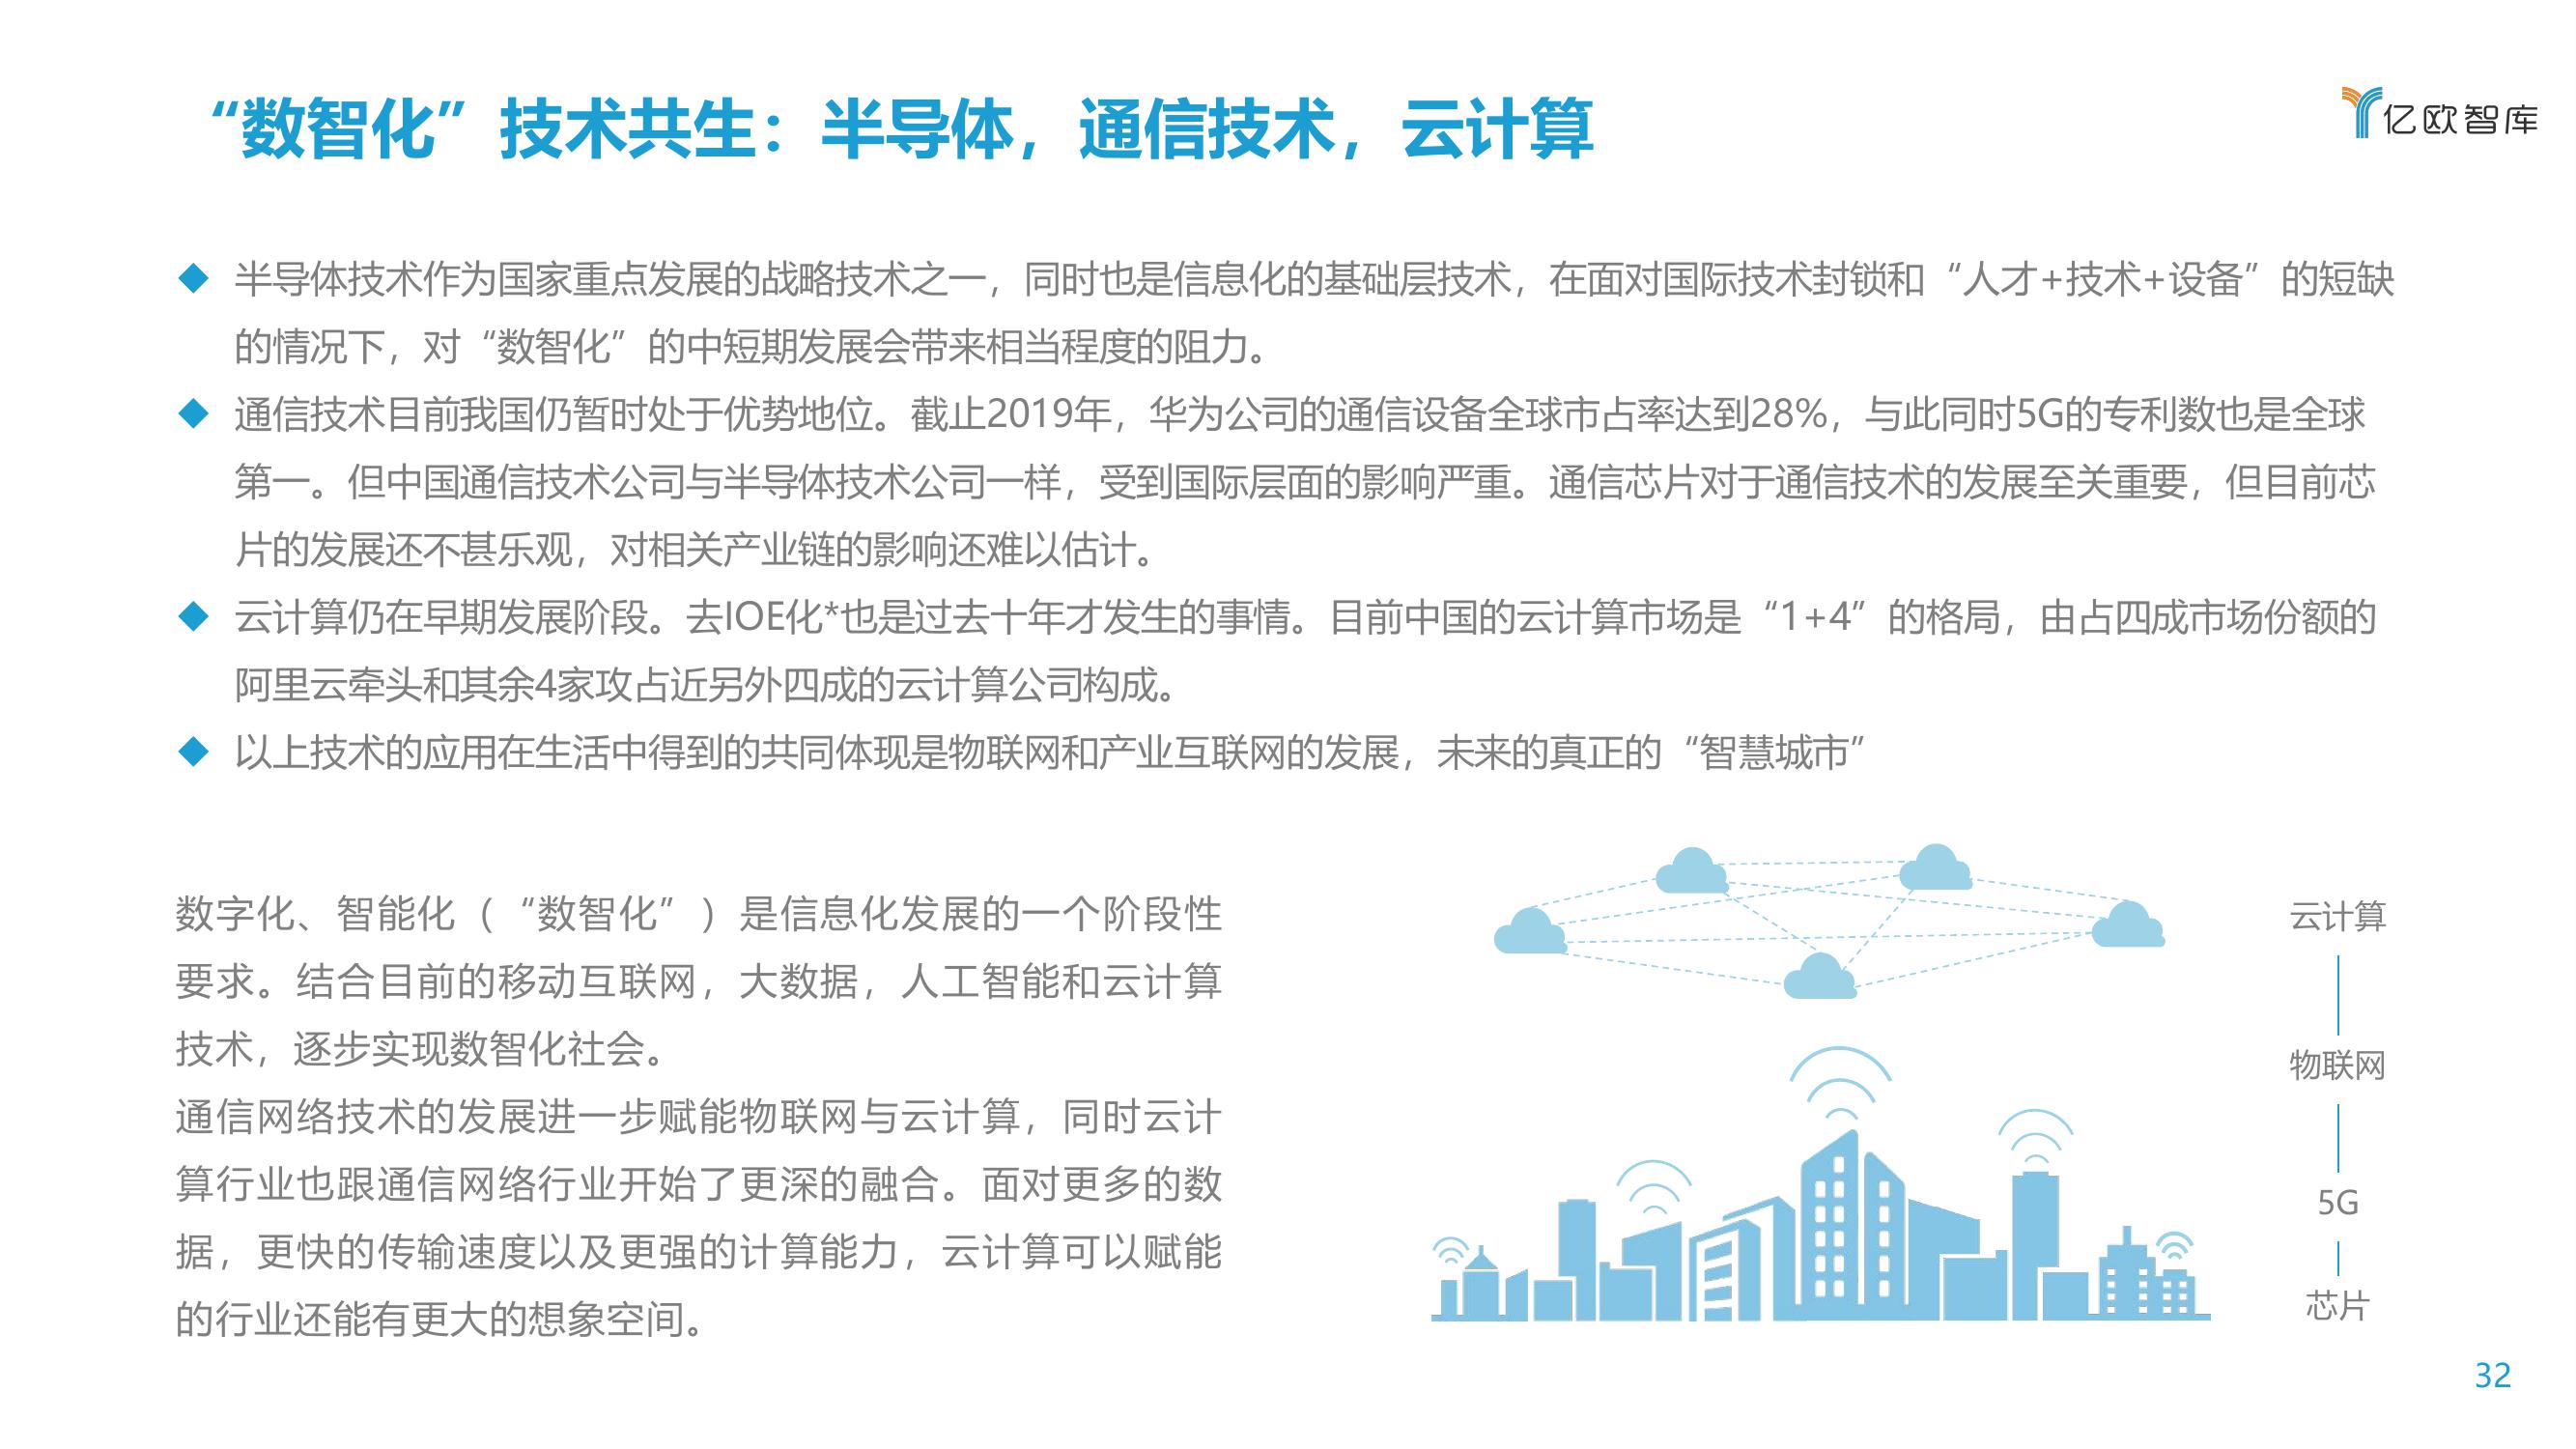 “数智化”技术共生：半导体，通信技术，云计算
亿欧智库
半导体技术作为国家重点发展的战略技术之一，同时也是信息化的基础层技术，在面对国际技术封锁和“人才+技术+设备”的短缺
的情况下，对“数智化”的中短期发展会带来相当程度的阻力。
通信技术目前我国仍暂时处于优势地位。截止2019年，华为公司的通信设备全球市占率达到28%，与此同时5G的专利数也是全球
第一。但中国通信技术公司与半导体技术公司一样，受到国际层面的影响严重。通信芯片对于通信技术的发展至关重要，但目前芯
片的发展还不甚乐观，对相关产业链的影响还难以估计。
云计算仍在早期发展阶段。去IOE化*也是过去十年才发生的事情。目前中国的云计算市场是“1+4”的格局，由占四成市场份额的
阿里云牵头和其余4家攻占近另外四成的云计算公司构成。
以上技术的应用在生活中得到的共同体现是物联网和产业互联网的发展，未来的真正的“智慧城市”
数字化、智能化（“数智化”）是信息化发展的一个阶段性
要求。结合目前的移动互联网，大数据，人工智能和云计算
技术，逐步实现数智化社会。
通信网络技术的发展进一步赋能物联网与云计算，同时云计
算行业也跟通信网络行业开始了更深的融合。面对更多的数
据，更快的传输速度以及更强的计算能力，云计算可以赋能
的行业还能有更大的想象空间。
云计算
物联网
5G
芯片
32